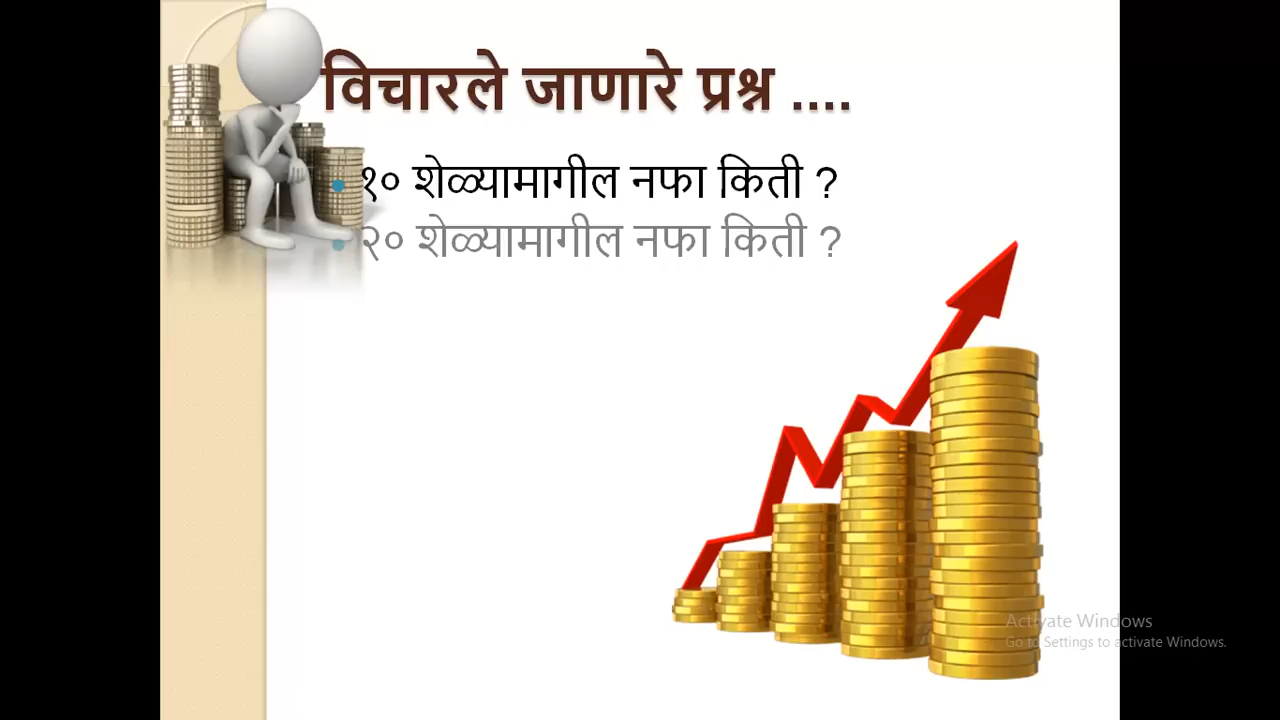 विचारले जाणारे प्रश्न ....
१० शेळ्यामागील नफा किती ?
२० शेळ्यामागील नफा किती ?
Activate Windows
Go to Settings to activate Windows.